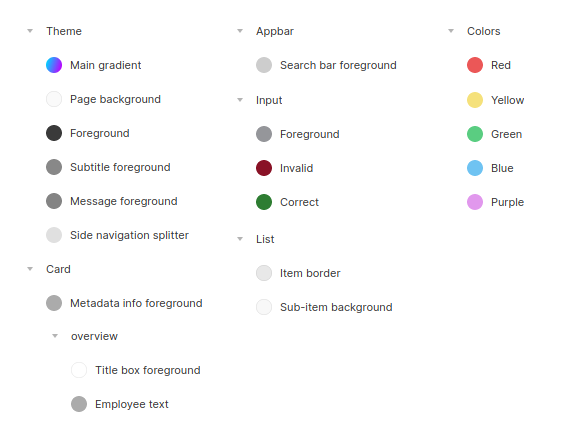 Theme
Main gradient
Page background
Foreground
Subtitle foreground
Message foreground
Side navigation splitter
Card
Metadata info foreground
overview
Title box foreground
Employee text
Appbar
Search bar foreground
Input
Foreground
Invalid
Correct
List
Item border
Sub-item background
Colors
Red
Yellow
Green
Blue
Purple